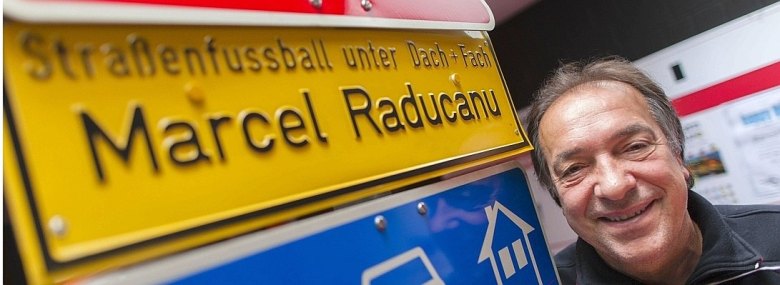 Straßenfussball unter Dach + Fach
Marcel Raducanu